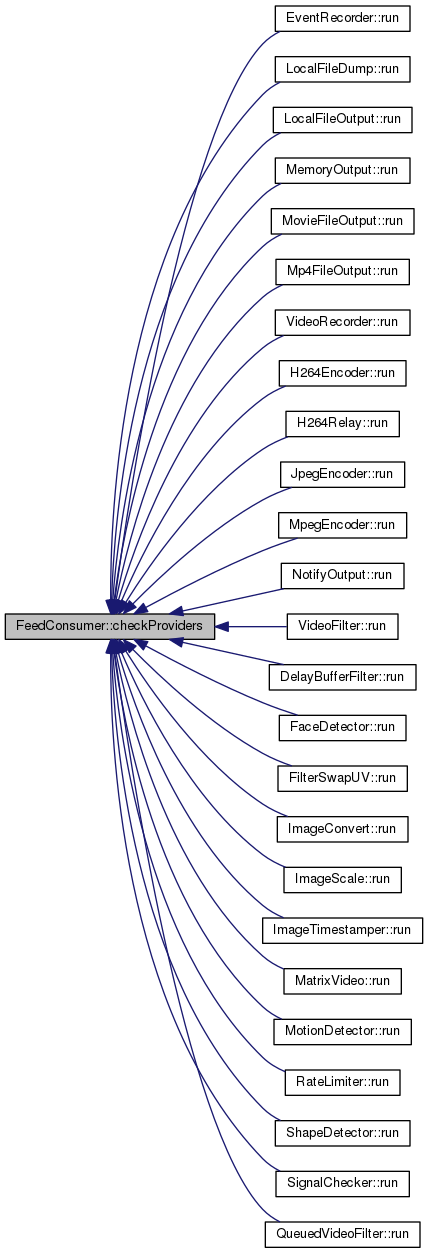 EventRecorder::run
LocalFileDump::run
LocalFileOutput::run
MemoryOutput::run
MovieFileOutput::run
Mp4FileOutput::run
VideoRecorder::run
H264Encoder::run
H264Relay::run
JpegEncoder::run
MpegEncoder::run
NotifyOutput::run
FeedConsumer::checkProviders
VideoFilter::run
DelayBufferFilter::run
FaceDetector::run
FilterSwapUV::run
ImageConvert::run
ImageScale::run
ImageTimestamper::run
MatrixVideo::run
MotionDetector::run
RateLimiter::run
ShapeDetector::run
SignalChecker::run
QueuedVideoFilter::run